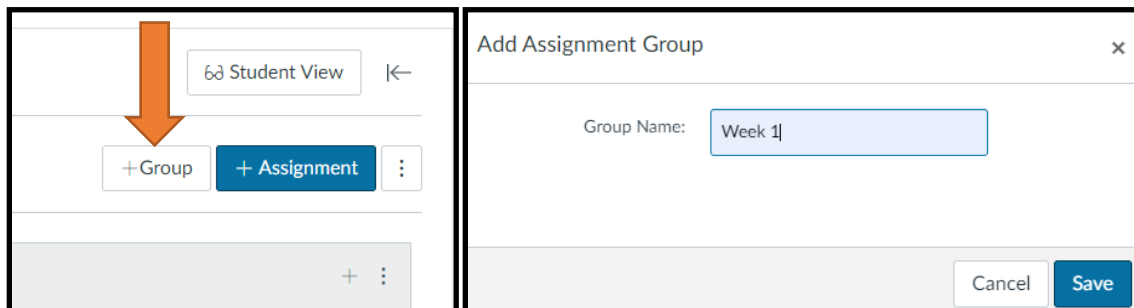 Student View
+Group
+ Assignment
+
Add Assignment Group
×
Group Name:
Week 1
Cancel
Save